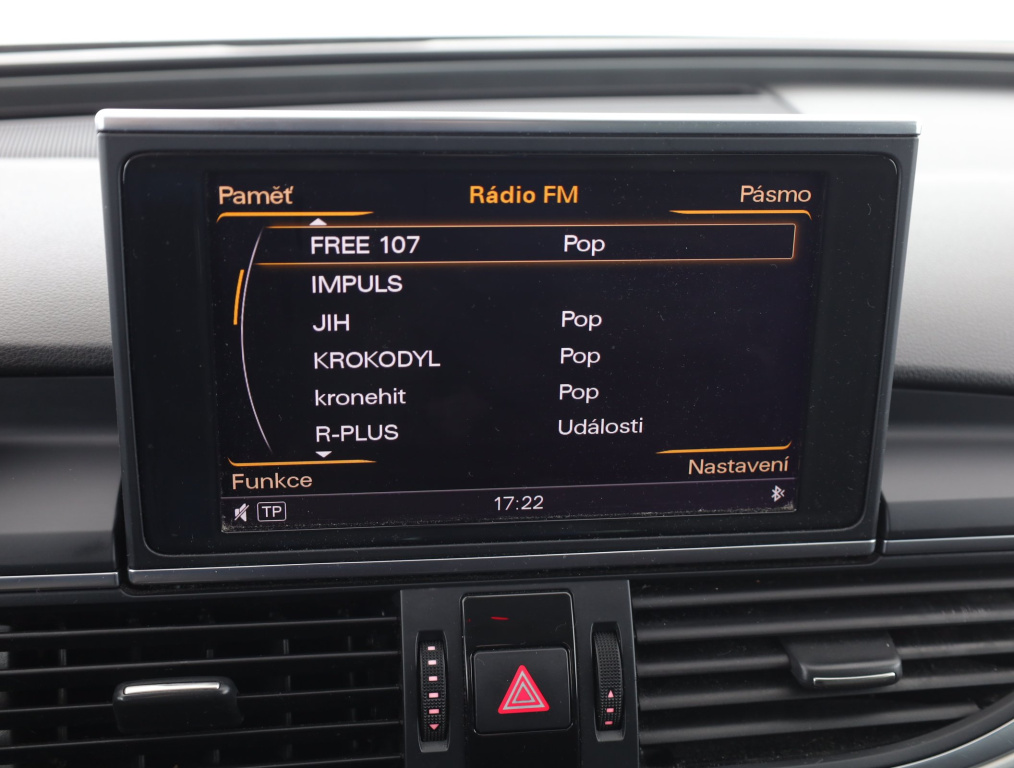 Paměť Rádio FM Pásmo
FREE 107 Pop
IMPULS
JIH Pop
KROKODYL Pop
kronehit Pop
R-PLUS Události
Funkce Nastavení
TP 17:22